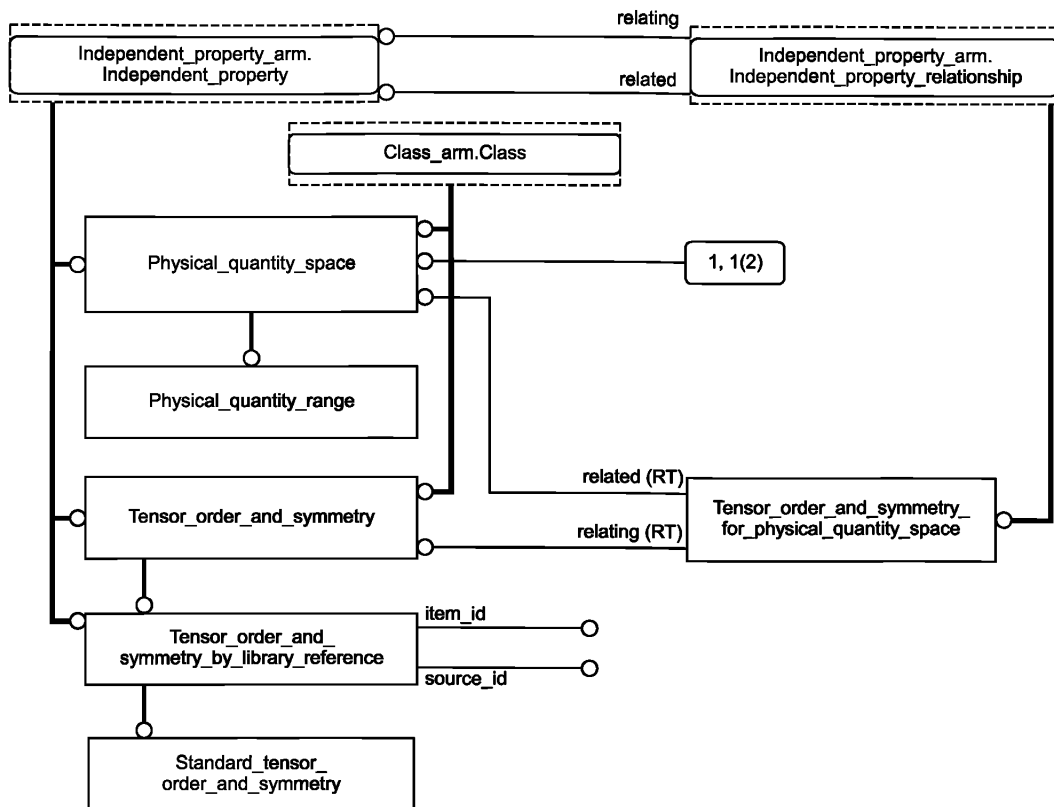 relating
Independent_property_arm.
Independent_property
Independent_property_arm.
Independent_property_relationship
related
Class_arm.Class
Physical_quantity_space
1, 1(2)
Physical_quantity_range
related (RT)
Tensor_order_and_symmetry
Tensor_order_and_symmetry_
for_physical_quantity_space
relating (RT)
item_id
Tensor_order_and_
symmetry_by_library_reference
source_id
Standard_tensor_
order_and_symmetry